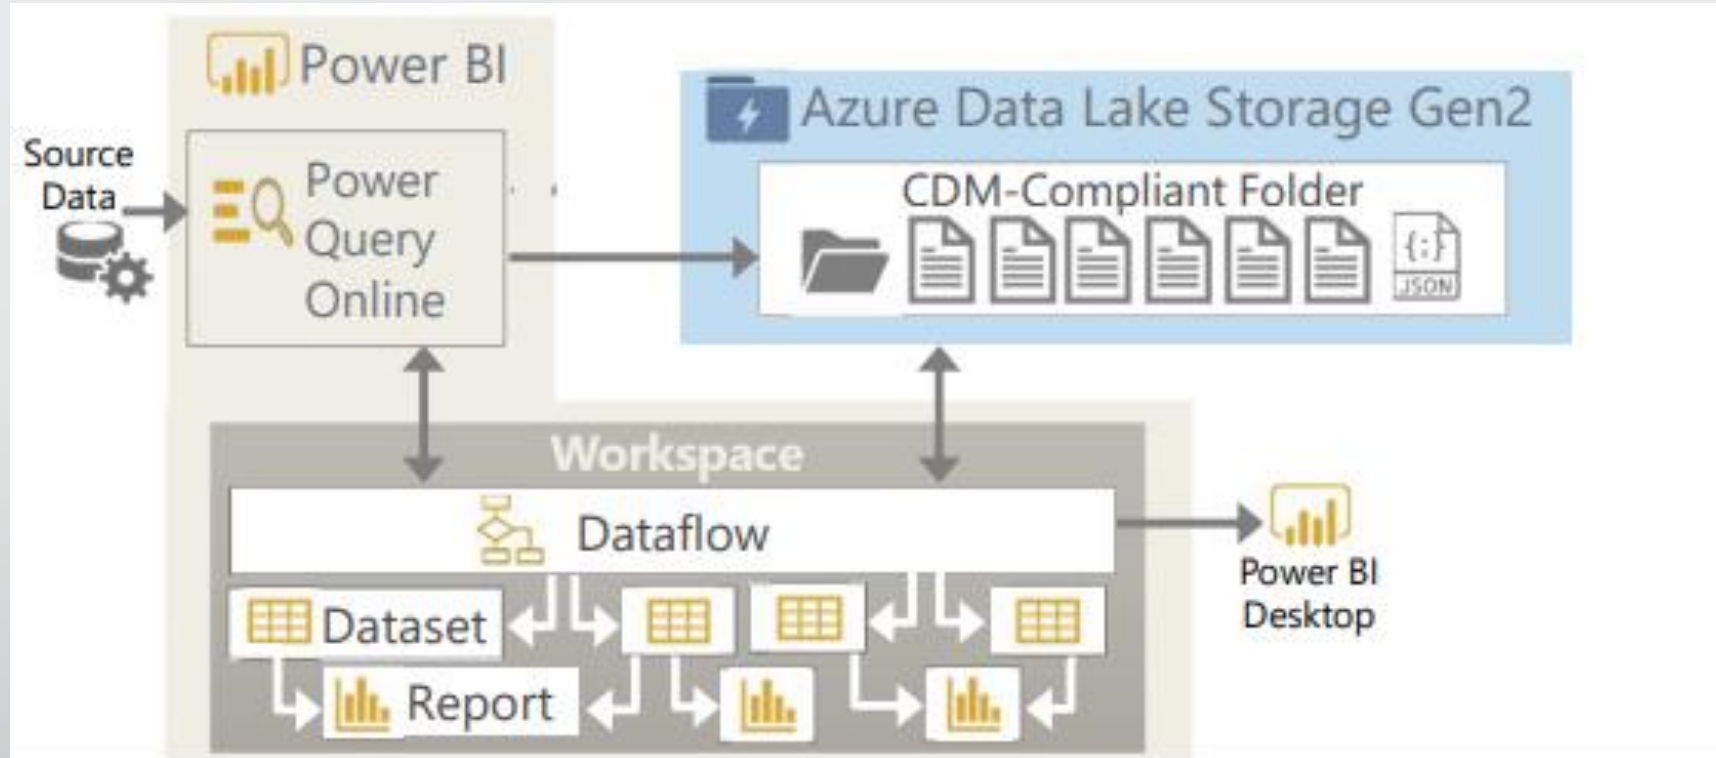 Power BI
Source
Data
Power
Query
Online
Azure Data Lake Storage Gen2
CDM-Compliant Folder
{:}
JSON
Workspace
Dataflow
Dataset
Report
Power BI
Desktop